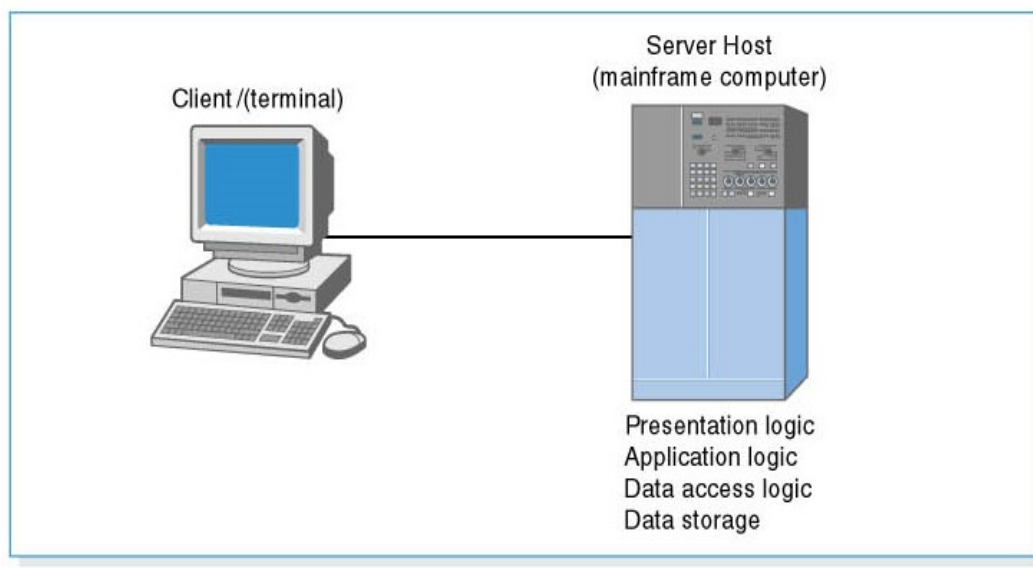 Client /(terminal)
Server Host
(mainframe computer)
Presentation logic
Application logic
Data access logic
Data storage